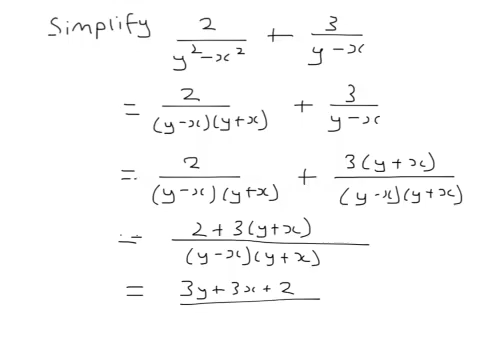 Simplify 2/(y²-x²) + 3/(y-x)
= 2/((y-x)(y+x)) + 3/(y-x)
= 2/((y-x)(y+x)) + 3(y+x)/((y-x)(y+x))
= (2+3(y+x))/((y-x)(y+x))
= 3y+3x+2